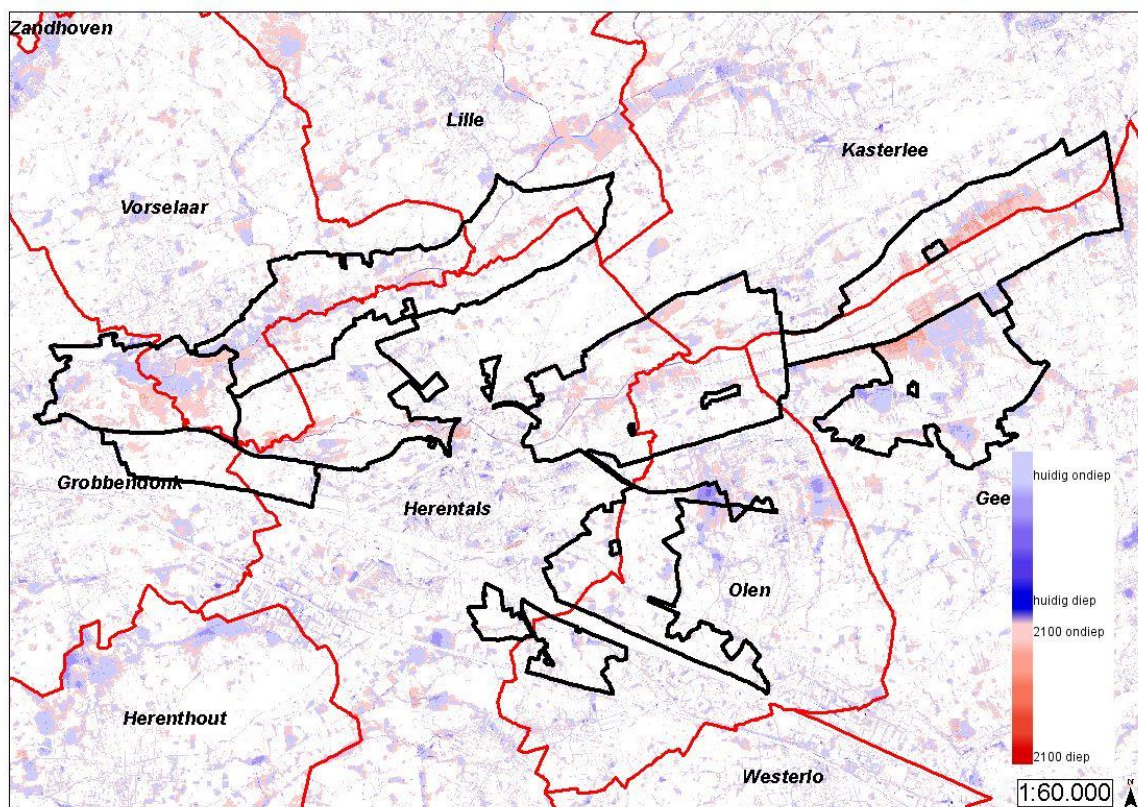 Zandhoven
Lille
Kasterlee
Vorselaar
Grobbendonk
Herentals
Gee
huidig ondiep
Olen
huidig diep
2100 ondiep
Herenthout
2100 diep
Westerlo
1:60.000
N